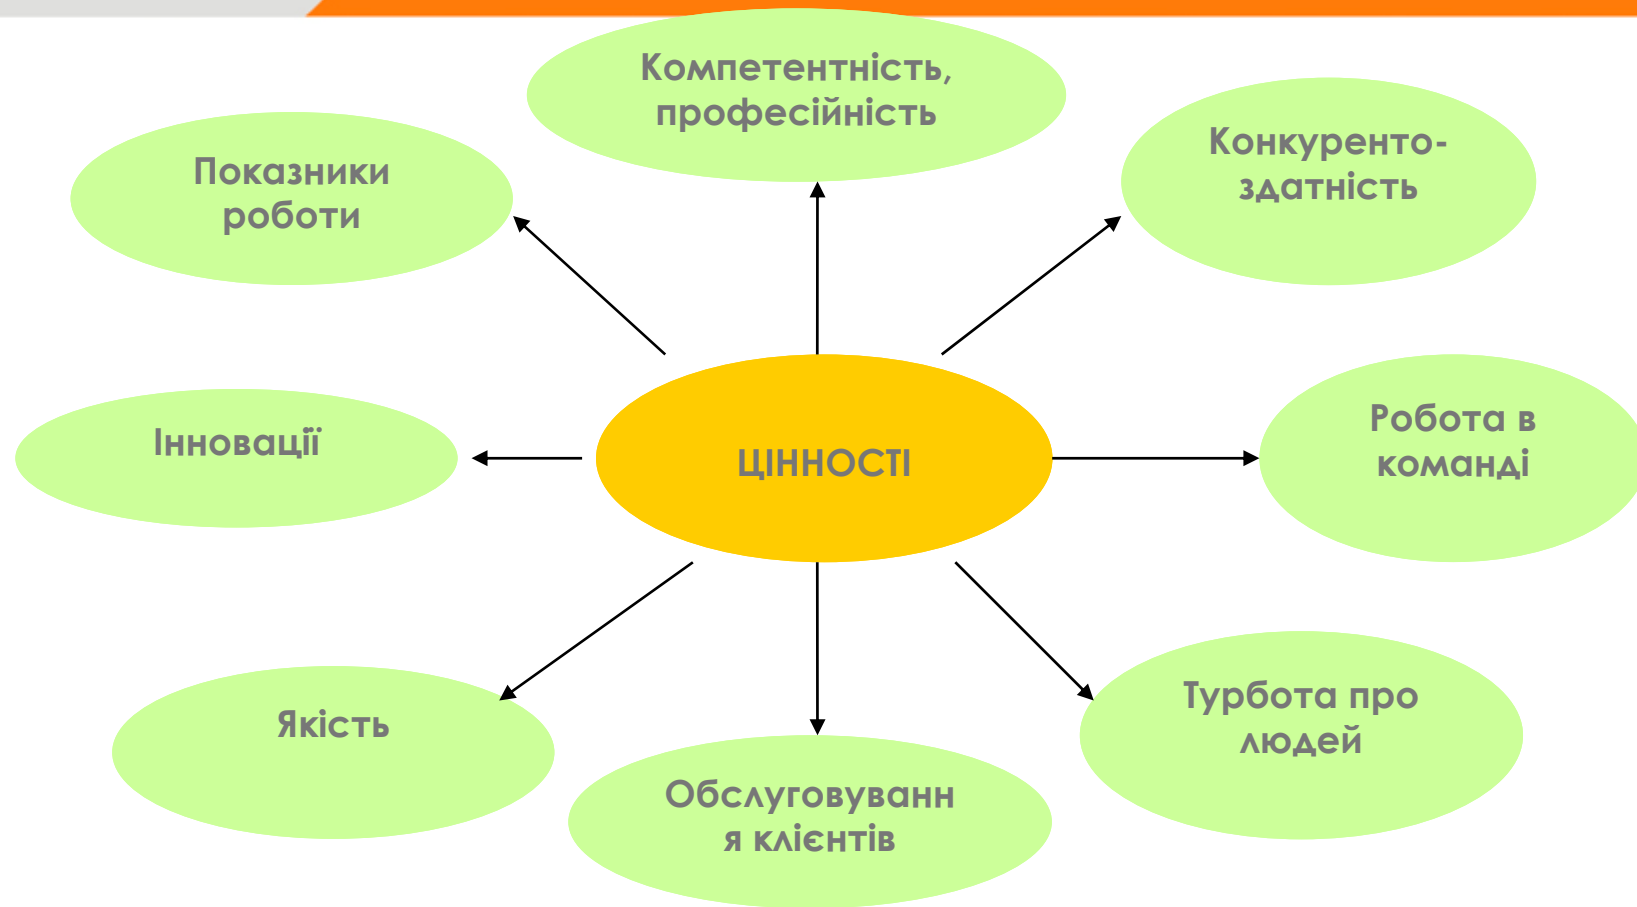 Компетентність,
професійність
Конкуренто-
здатність
Показники
роботи
Робота в
команді
Інновації
ЦІННОСТІ
Турбота про
людей
Якість
Обслуговуванн
я клієнтів